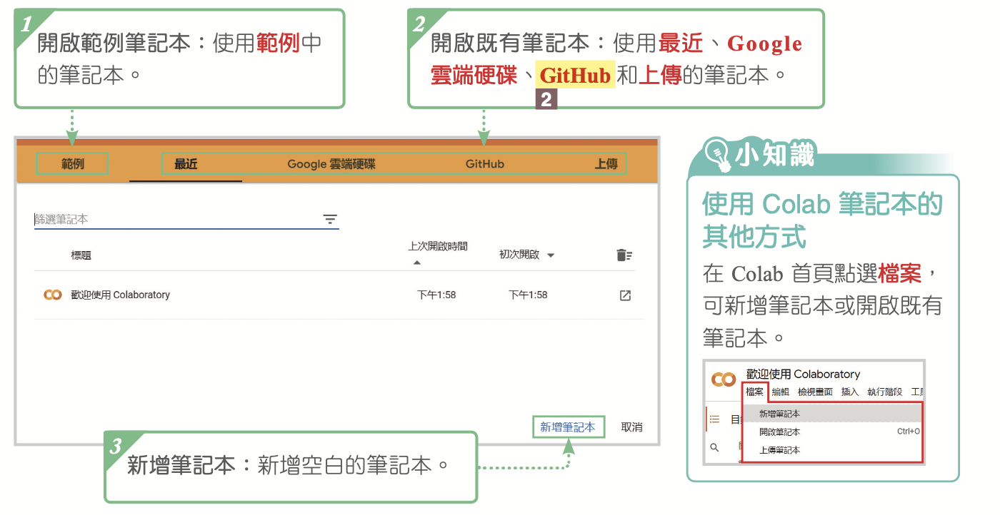 1
開啟範例筆記本：使用範例中
的筆記本。
2
開啟既有筆記本：使用最近、Google
雲端硬碟、GitHub 和上傳的筆記本。
2
範例 最近 Google 雲端硬碟 GitHub 上傳
篩選筆記本
標題 上次開啟時間 初次開啟
歡迎使用 Colaboratory 下午1:58 下午1:58
新增筆記本 取消
3
新增筆記本：新增空白的筆記本。
小知識
使用 Colab 筆記本的
其他方式
在 Colab 首頁點選檔案，
可新增筆記本或開啟既有
筆記本。
歡迎使用 Colaboratory
檔案 編輯 檢視畫面 插入 執行階段
新增筆記本
目
開啟筆記本 Ctrl+O
上傳筆記本